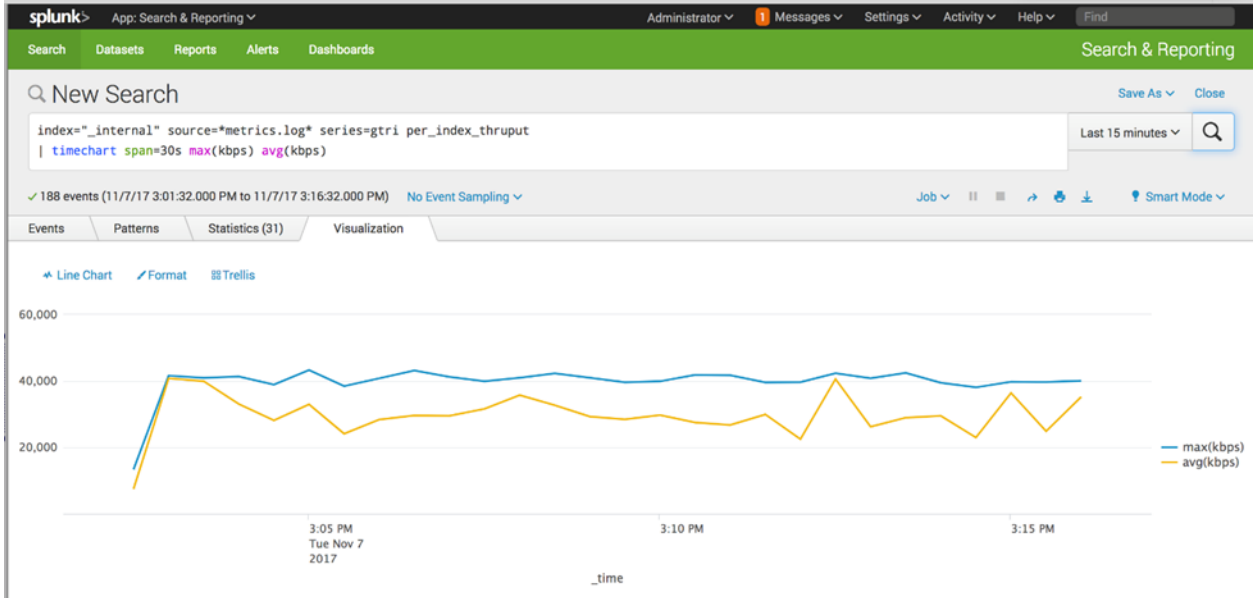 splunk> App: Search & Reporting Administrator 1 Messages Settings Activity Help Find
Search Datasets Reports Alerts Dashboards Search & Reporting
New Search Save As Close
index="_internal" source=*metrics.log* series=gtri per_index_thruput
| timechart span=30s max(kbps) avg(kbps)
Last 15 minutes
188 events (11/7/17 3:01:32.000 PM to 11/7/17 3:16:32.000 PM) No Event Sampling Job Smart Mode
Events Patterns Statistics (31) Visualization
Line Chart Format Trellis
60,000
40,000
20,000
max(kbps)
avg(kbps)
3:05 PM 3:10 PM 3:15 PM
Tue Nov 7
2017
_time